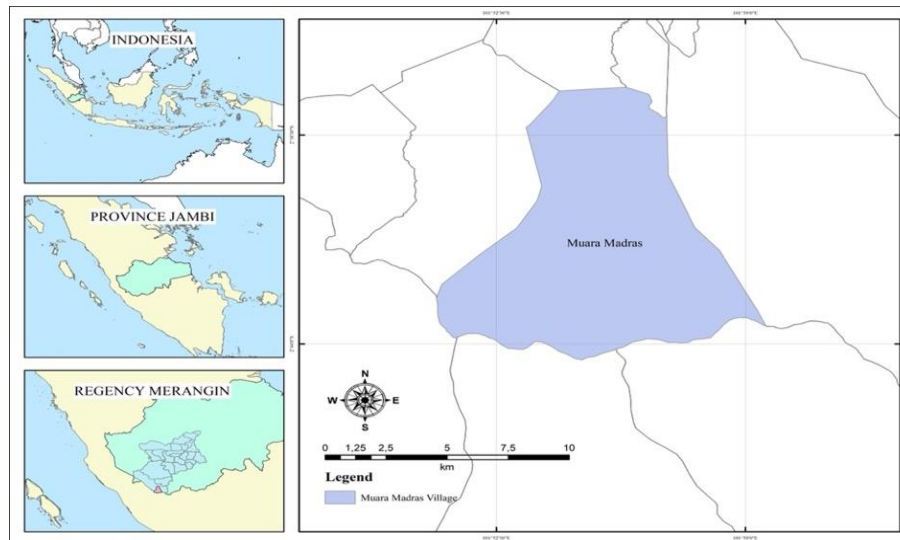 INDONESIA
PROVINCE JAMBI
REGENCY MERANGIN
Muara Madras
N
W E
S
0 1,25 2,5 5 7,5 10
km
Legend
Muara Madras Village